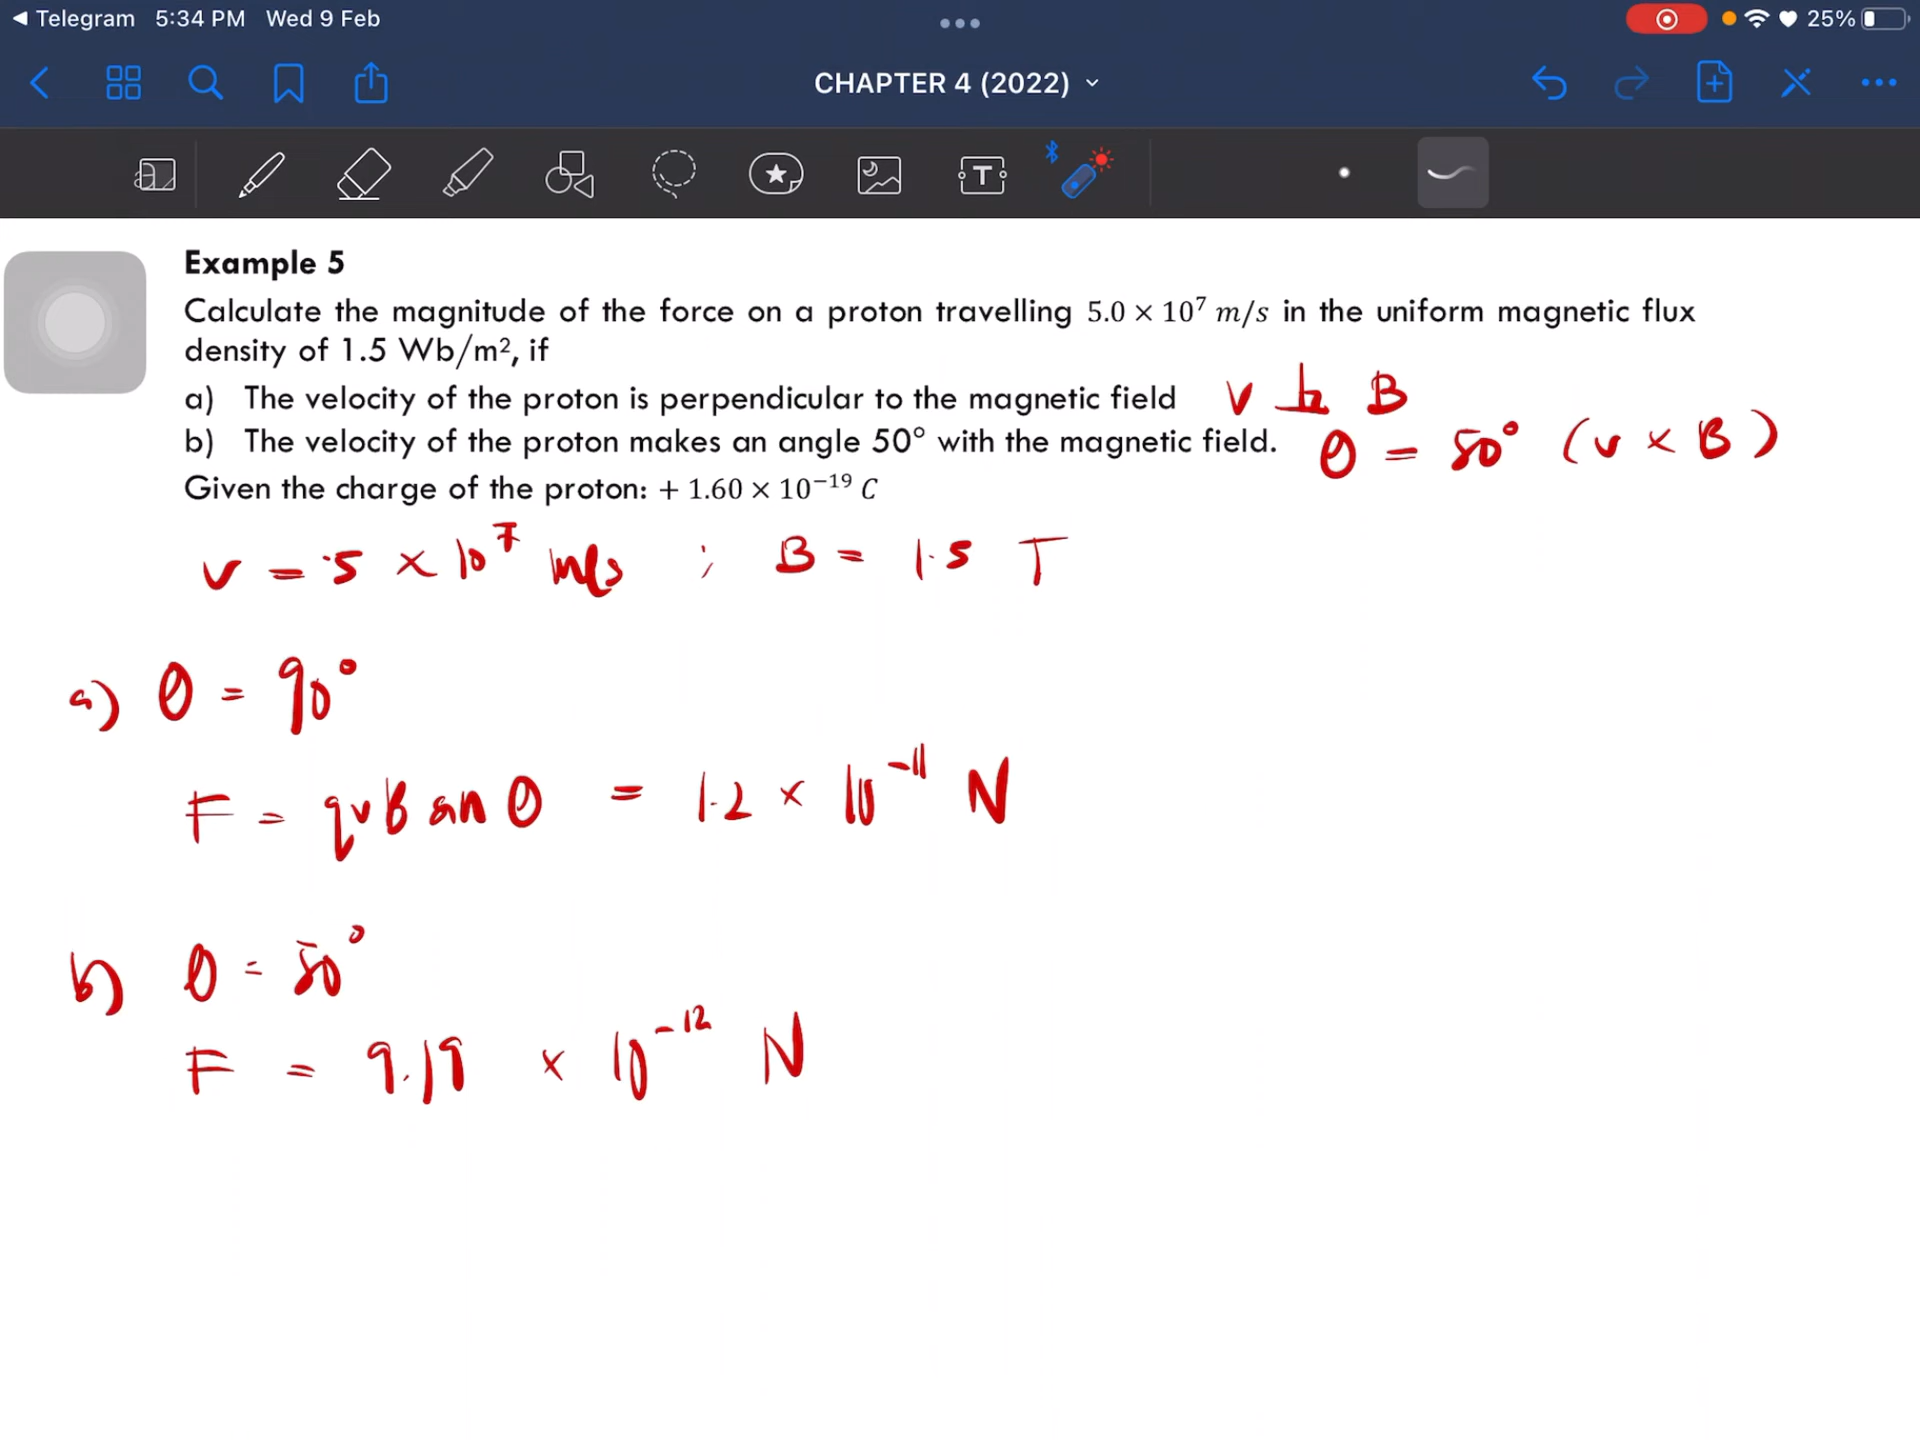 Telegram 5:34 PM Wed 9 Feb 25%
CHAPTER 4 (2022)
Example 5
Calculate the magnitude of the force on a proton travelling 5.0 × 10⁷ m/s in the uniform magnetic flux
density of 1.5 Wb/m², if
a) The velocity of the proton is perpendicular to the magnetic field v ⊥ B
b) The velocity of the proton makes an angle 50° with the magnetic field. θ = 50° (v × B)
Given the charge of the proton: + 1.60 × 10⁻¹⁹ C
v = 5 × 10⁷ m/s ; B = 1.5 T
a) θ = 90°
F = qvB sin θ = 1.2 × 10⁻¹¹ N
b) θ = 50°
F = 9.19 × 10⁻¹² N